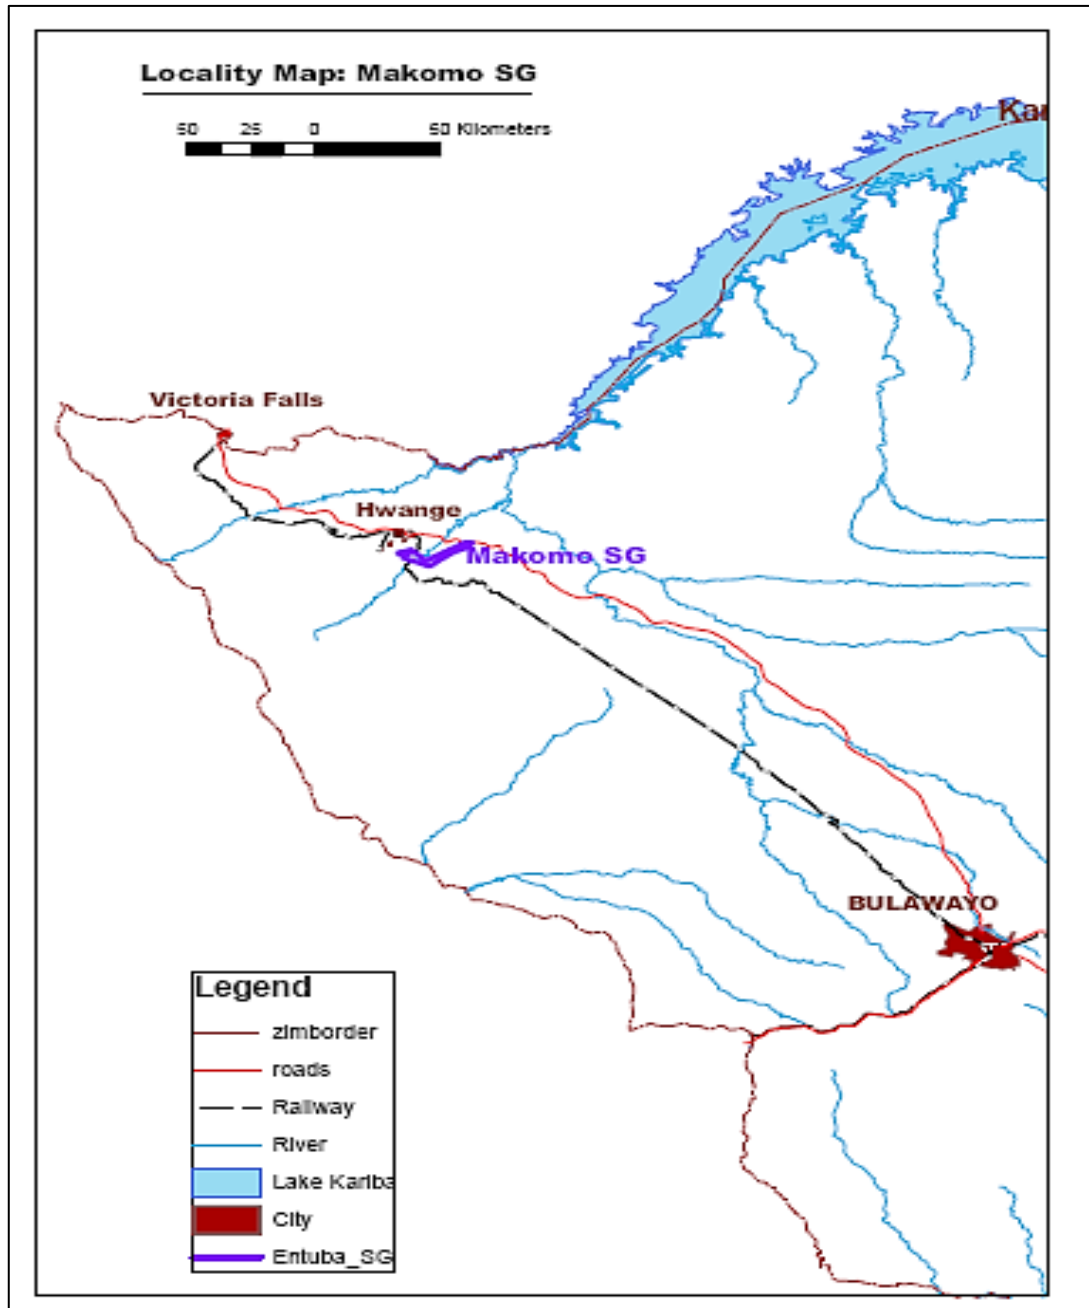 Locality Map: Makomo SG
50 25 0 50 Kilometers
Kar
Victoria Falls
Hwange
Makomo SG
BULAWAYO
Legend
zimborder
roads
Railway
River
Lake Kariba
City
Entuba_SG